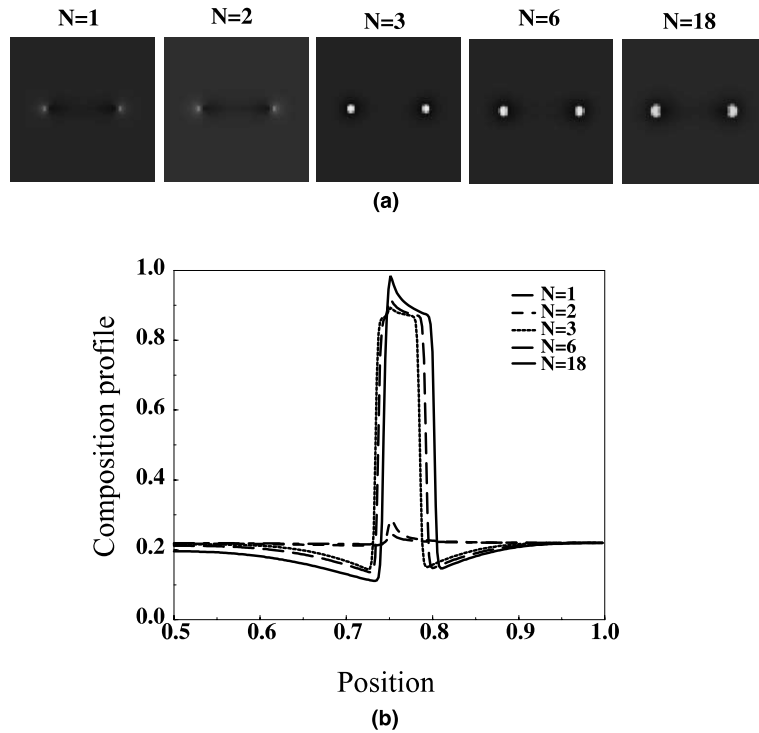 N=1 N=2 N=3 N=6 N=18
(a)
1.0
0.8
0.6
0.4
0.2
0.0
Composition profile
N=1
N=2
N=3
N=6
N=18
0.5 0.6 0.7 0.8 0.9 1.0
Position
(b)